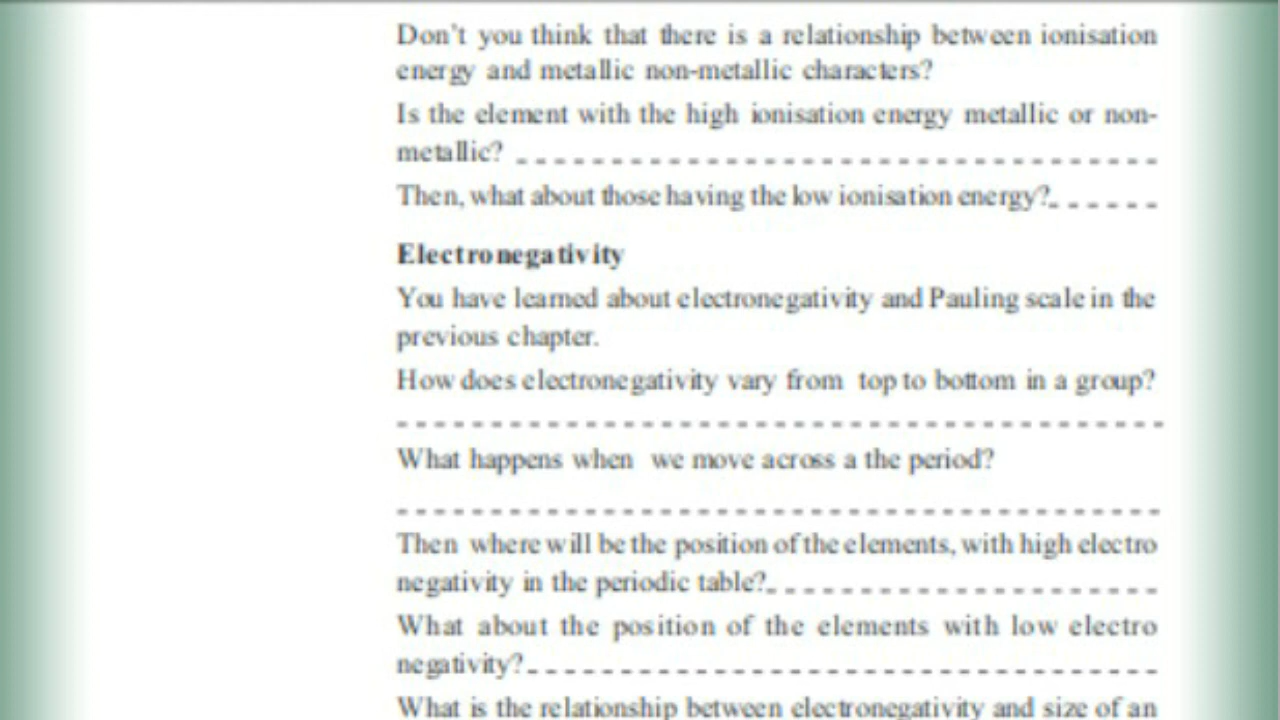 Don't you think that there is a relationship between ionisation
energy and metallic non-metallic characters?
Is the element with the high ionisation energy metallic or non-
metallic?
Then, what about those having the low ionisation energy?
Electronegativity
You have learned about electronegativity and Pauling scale in the
previous chapter.
How does electronegativity vary from top to bottom in a group?
What happens when we move across a the period?
Then where will be the position of the elements, with high electro
negativity in the periodic table?
What about the position of the elements with low electro
negativity?
What is the relationship between electronegativity and size of an